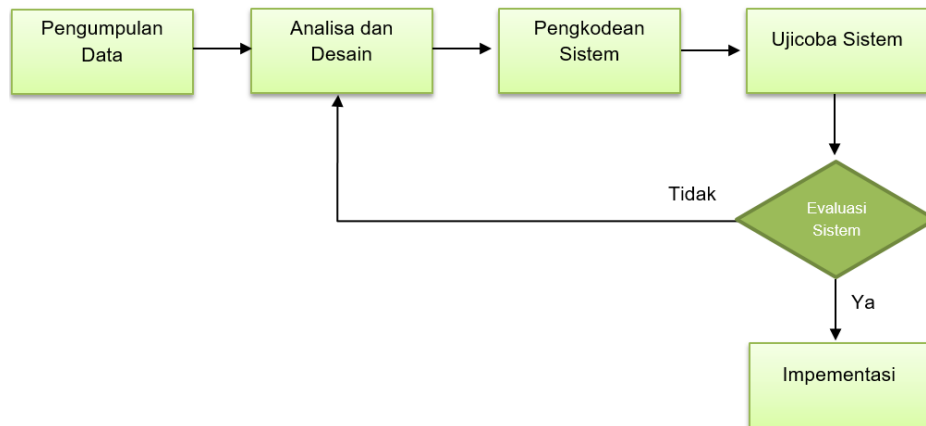 Pengumpulan
Data
Analisa dan
Desain
Pengkodean
Sistem
Ujicoba Sistem
Tidak
Evaluasi
Sistem
Ya
Impementasi